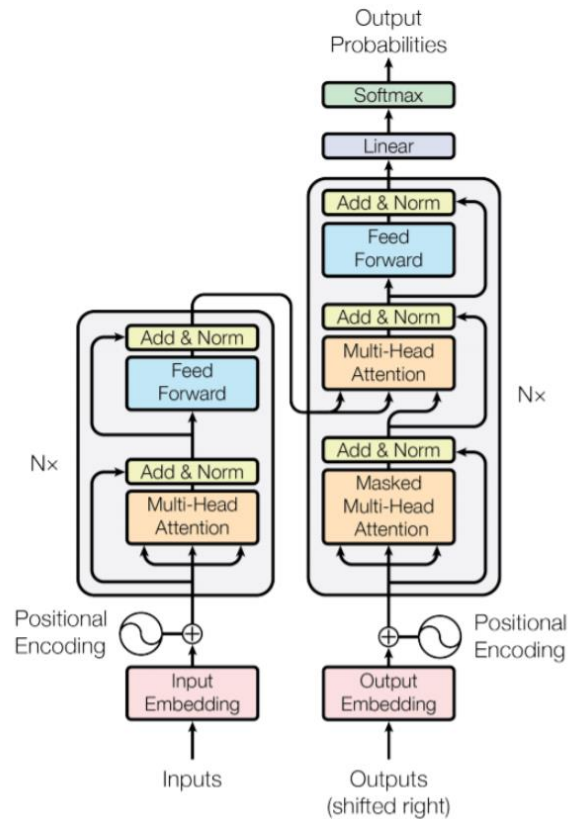 Output
Probabilities
Softmax
Linear
Add & Norm
Feed
Forward
Add & Norm
Multi-Head
Attention
Add & Norm
Masked
Multi-Head
Attention
N×
Positional
Encoding
Output
Embedding
Outputs
(shifted right)
Add & Norm
Feed
Forward
Add & Norm
Multi-Head
Attention
N×
Positional
Encoding
Input
Embedding
Inputs